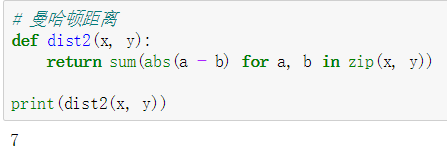 # 曼哈顿距离
def dist2(x, y):
    return sum(abs(a - b) for a, b in zip(x, y))
print(dist2(x, y))
7